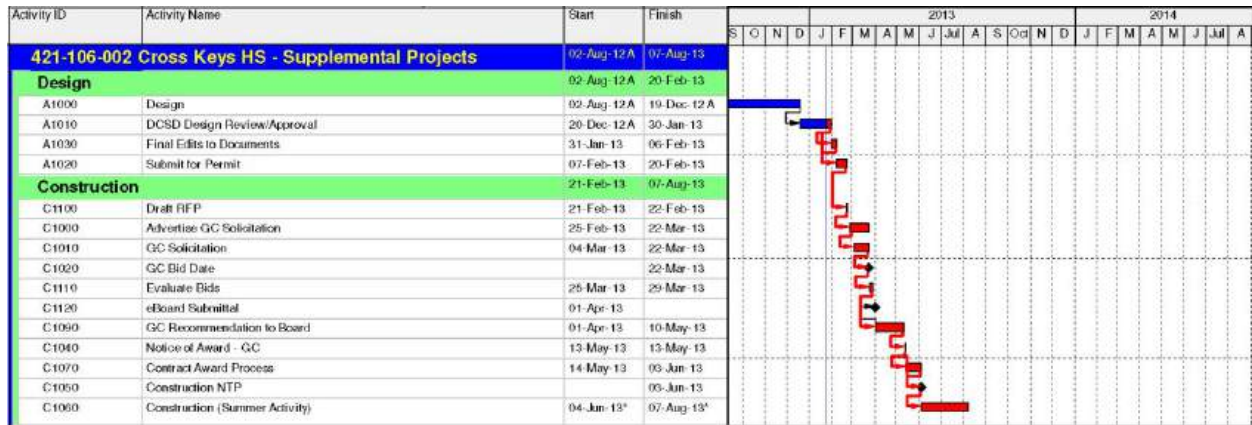 Activity ID Activity Name Start Finish 2013 2014
S O N D J F M A M J Jul A S Oct N D J F M A M J Jul A
421-106-002 Cross Keys HS - Supplemental Projects 02-Aug-12 A 07-Aug-13
Design 02-Aug-12 A 20-Feb-13
A1000 Design 02-Aug-12 A 19-Dec-12 A
A1010 DCSD Design Review/Approval 20-Dec-12 A 30-Jan-13
A1030 Final Edits to Documents 31-Jan-13 06-Feb-13
A1020 Submit for Permit 07-Feb-13 20-Feb-13
Construction 21-Feb-13 07-Aug-13
C1100 Draft RFP 21-Feb-13 22-Feb-13
C1000 Advertise GC Solicitation 25-Feb-13 22-Mar-13
C1010 GC Solicitation 04-Mar-13 22-Mar-13
C1020 GC Bid Date 22-Mar-13
C1110 Evaluate Bids 25-Mar-13 29-Mar-13
C1120 eBoard Submittal 01-Apr-13
C1090 GC Recommendation to Board 01-Apr-13 10-May-13
C1040 Notice of Award - GC 13-May-13 13-May-13
C1070 Contract Award Process 14-May-13 03-Jun-13
C1050 Construction NTP 03-Jun-13
C1060 Construction (Summer Activity) 04-Jun-13* 07-Aug-13*